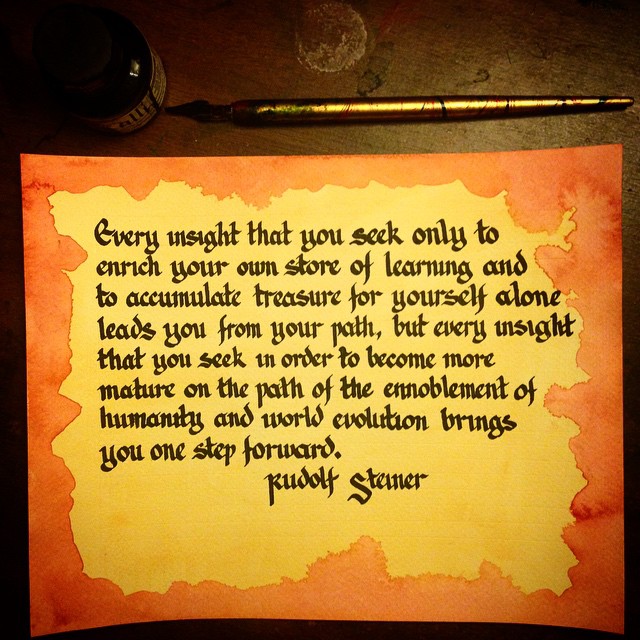 Every insight that you seek only to
enrich your own store of learning and
to accumulate treasure for yourself alone
leads you from your path, but every insight
that you seek in order to become more
mature on the path of the ennoblement of
humanity and world evolution brings
you one step forward.
Rudolf Steiner